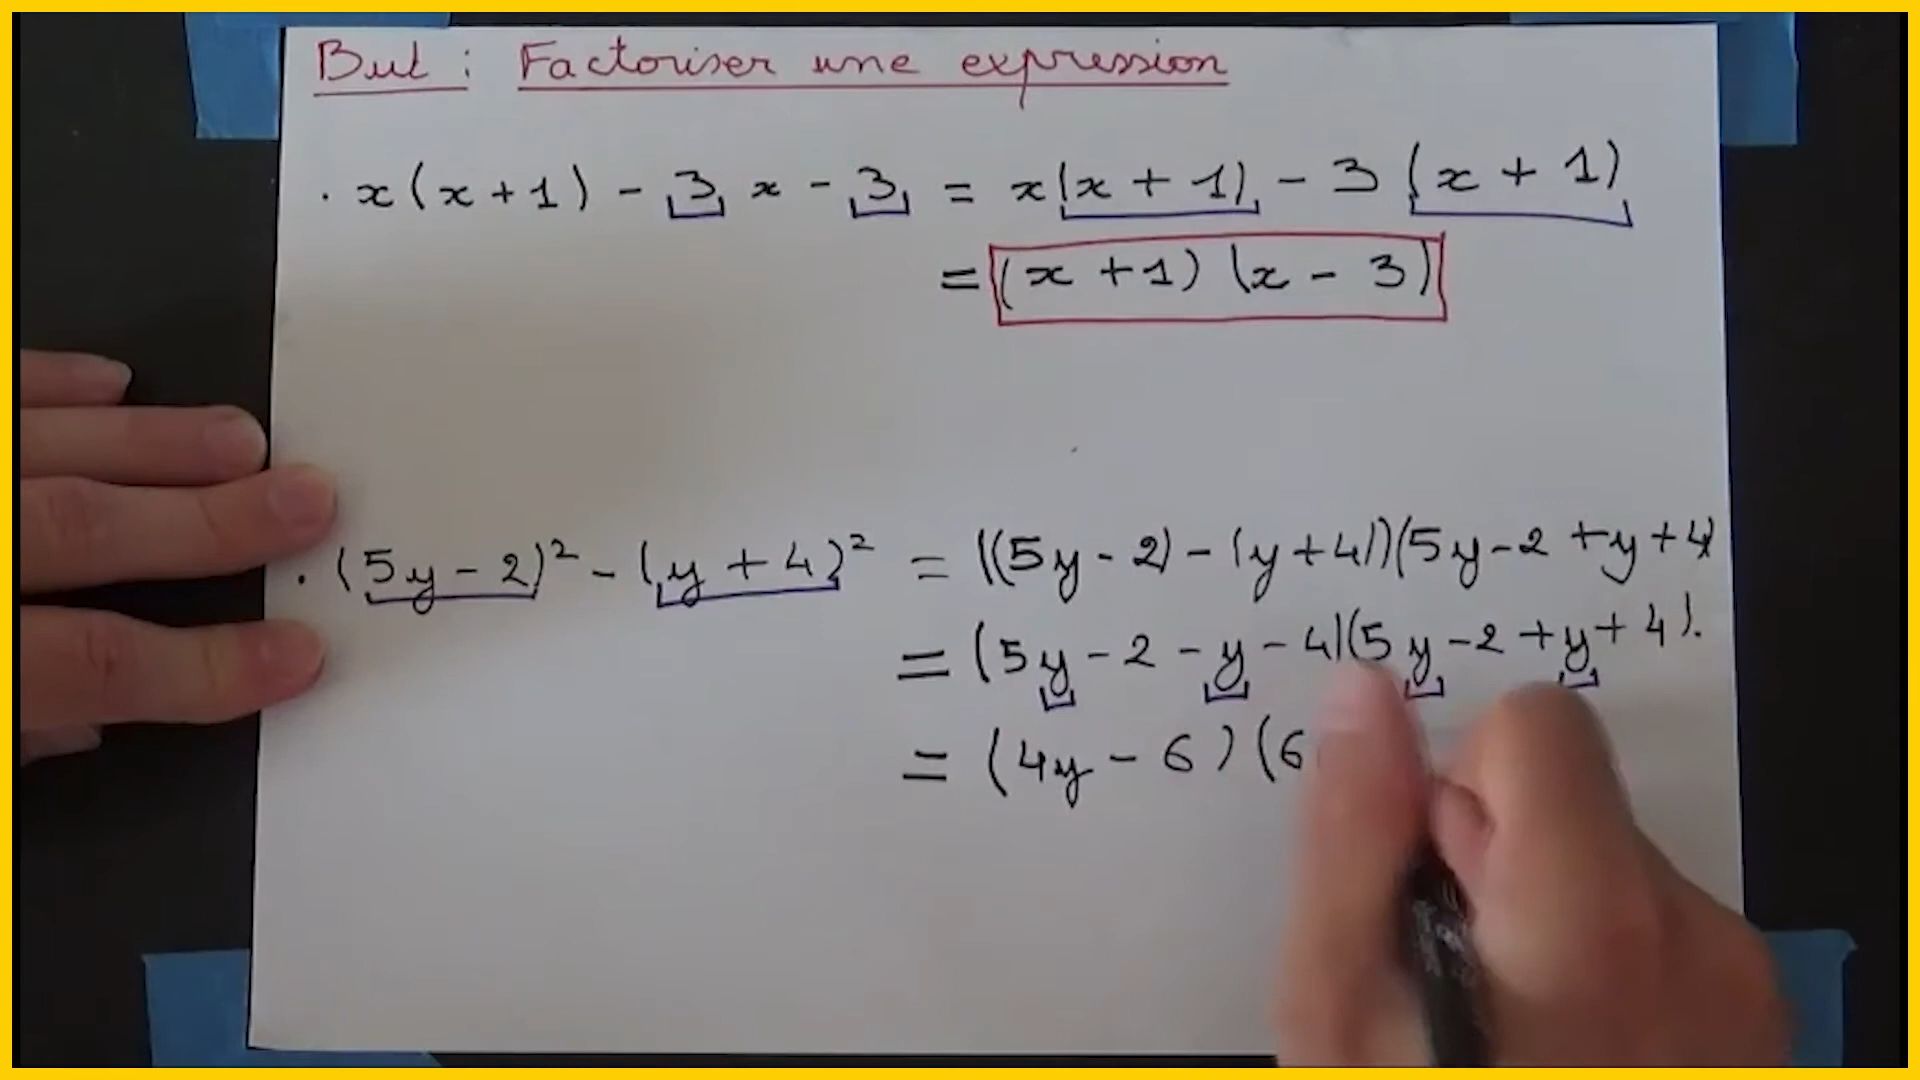 But : Factoriser une expression
. x(x+1) - 3 x - 3 = x(x + 1) - 3 (x + 1)
= (x + 1) (x - 3)
. (5y - 2)² - (y + 4)² = ((5y - 2) - (y + 4))(5y - 2 + y + 4)
= (5y - 2 - y - 4)(5y - 2 + y + 4).
= (4y - 6) (6